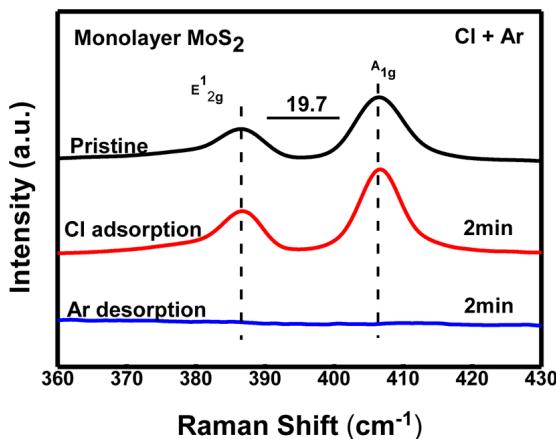 Monolayer MoS₂ Cl + Ar
E¹₂g A₁g
19.7
Pristine
Cl adsorption 2min
Ar desorption 2min
360 370 380 390 400 410 420 430
Raman Shift (cm⁻¹)
Intensity (a.u.)